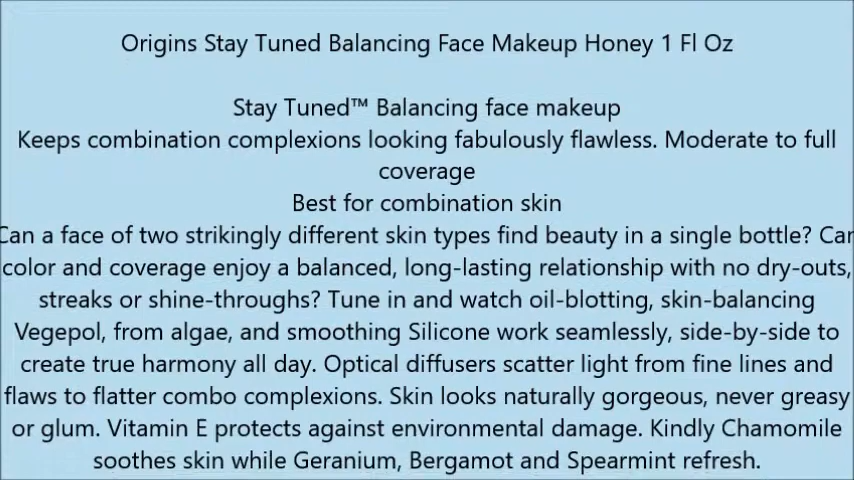 Origins Stay Tuned Balancing Face Makeup Honey 1 Fl Oz
Stay Tuned™ Balancing face makeup
Keeps combination complexions looking fabulously flawless. Moderate to full
coverage
Best for combination skin
Can a face of two strikingly different skin types find beauty in a single bottle? Can
color and coverage enjoy a balanced, long-lasting relationship with no dry-outs,
streaks or shine-throughs? Tune in and watch oil-blotting, skin-balancing
Vegepol, from algae, and smoothing Silicone work seamlessly, side-by-side to
create true harmony all day. Optical diffusers scatter light from fine lines and
flaws to flatter combo complexions. Skin looks naturally gorgeous, never greasy
or glum. Vitamin E protects against environmental damage. Kindly Chamomile
soothes skin while Geranium, Bergamot and Spearmint refresh.